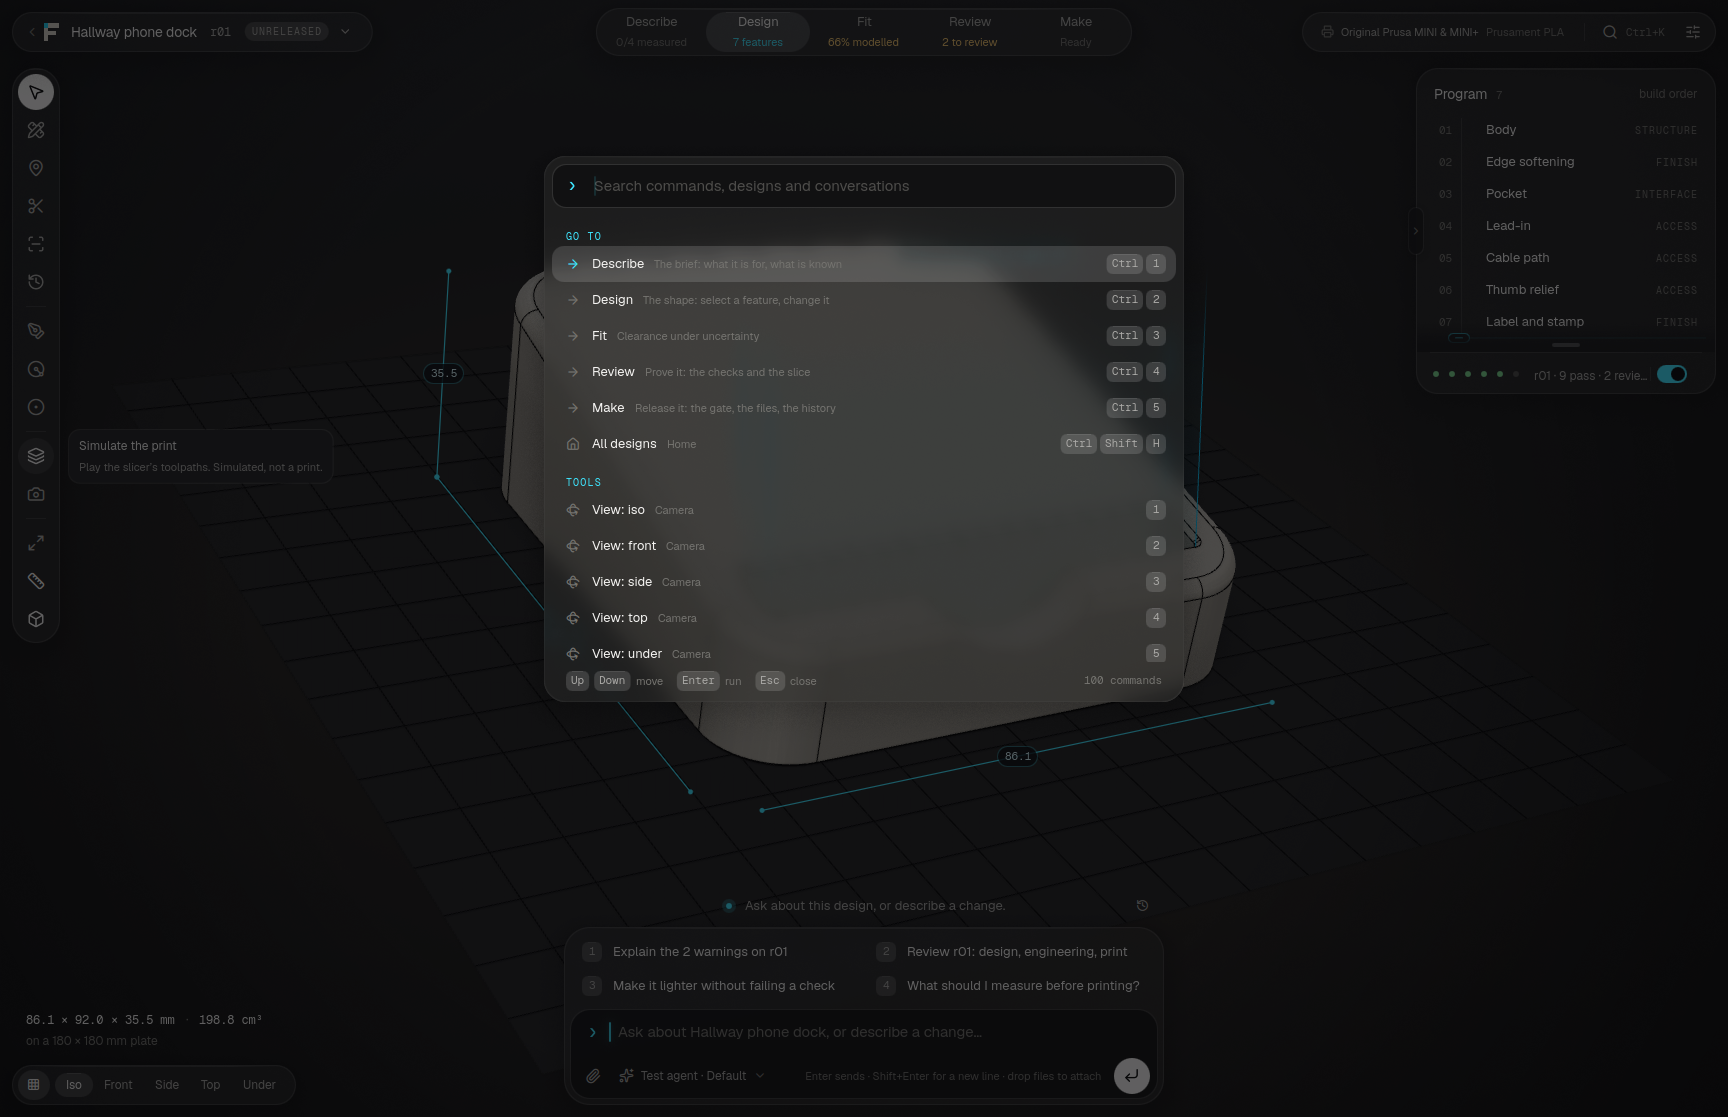 Hallway phone dock r01 UNRELEASED
Describe
0/4 measured
Design
7 features
Fit
66% modelled
Review
2 to review
Make
Ready
Original Prusa MINI & MINI+ Prusament PLA
Ctrl+K
Program 7 build order
01 Body STRUCTURE
02 Edge softening FINISH
03 Pocket INTERFACE
04 Lead-in ACCESS
05 Cable path ACCESS
06 Thumb relief ACCESS
07 Label and stamp FINISH
r01 · 9 pass · 2 revie…
Search commands, designs and conversations
GO TO
Describe The brief: what it is for, what is known Ctrl 1
Design The shape: select a feature, change it Ctrl 2
Fit Clearance under uncertainty Ctrl 3
Review Prove it: the checks and the slice Ctrl 4
Make Release it: the gate, the files, the history Ctrl 5
All designs Home Ctrl Shift H
TOOLS
View: iso Camera 1
View: front Camera 2
View: side Camera 3
View: top Camera 4
View: under Camera 5
Up Down move Enter run Esc close 100 commands
35.5
Simulate the print
Play the slicer's toolpaths. Simulated, not a print.
86.1
Ask about this design, or describe a change.
1 Explain the 2 warnings on r01
2 Review r01: design, engineering, print
3 Make it lighter without failing a check
4 What should I measure before printing?
Ask about Hallway phone dock, or describe a change…
Test agent · Default
Enter sends · Shift+Enter for a new line · drop files to attach
86.1 × 92.0 × 35.5 mm · 198.8 cm³
on a 180 × 180 mm plate
Iso Front Side Top Under